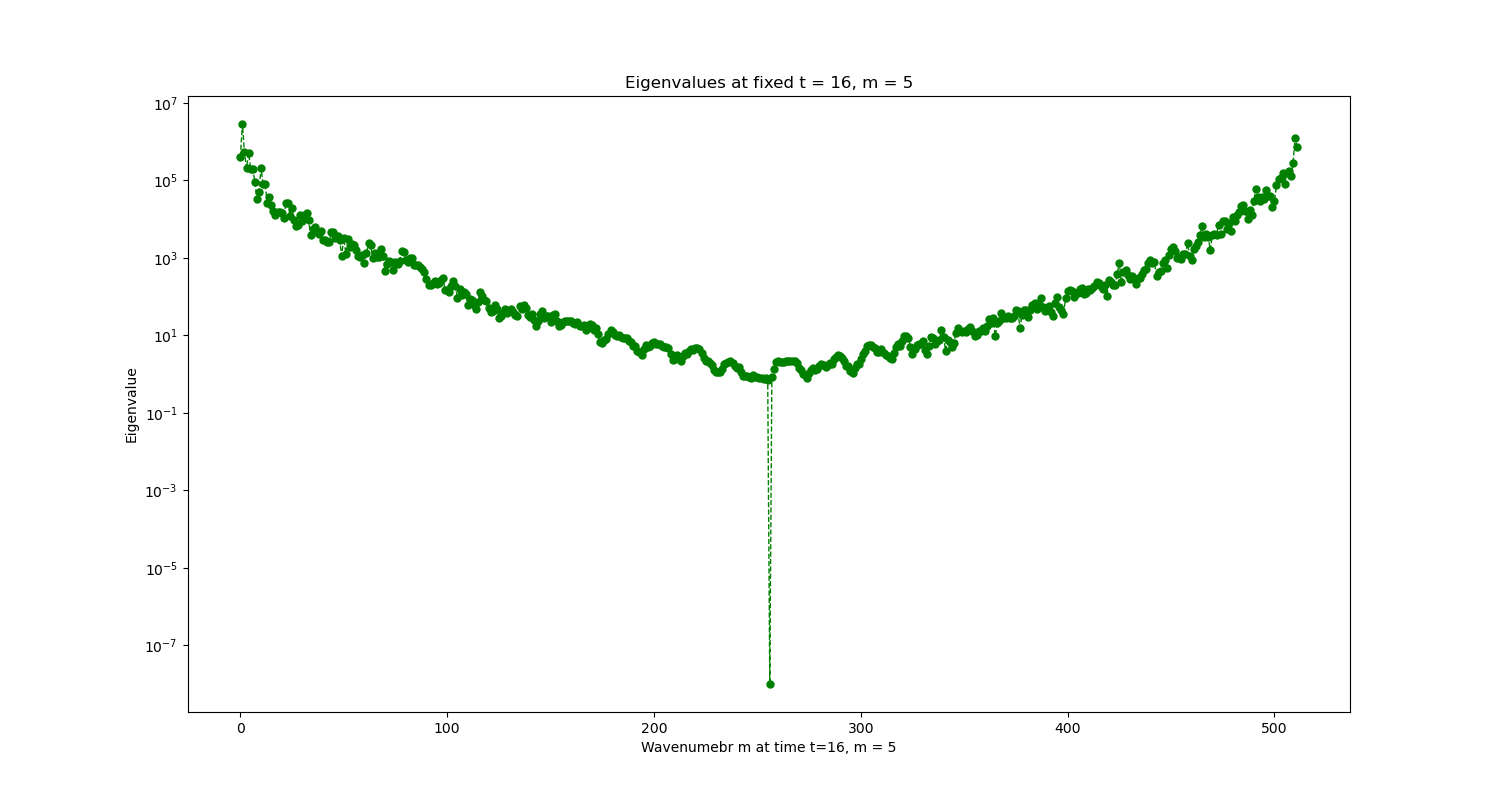 Eigenvalues at fixed t = 16, m = 5
10^7
10^5
10^3
10^1
10^−1
10^−3
10^−5
10^−7
Eigenvalue
0 100 200 300 400 500
Wavenumebr m at time t=16, m = 5